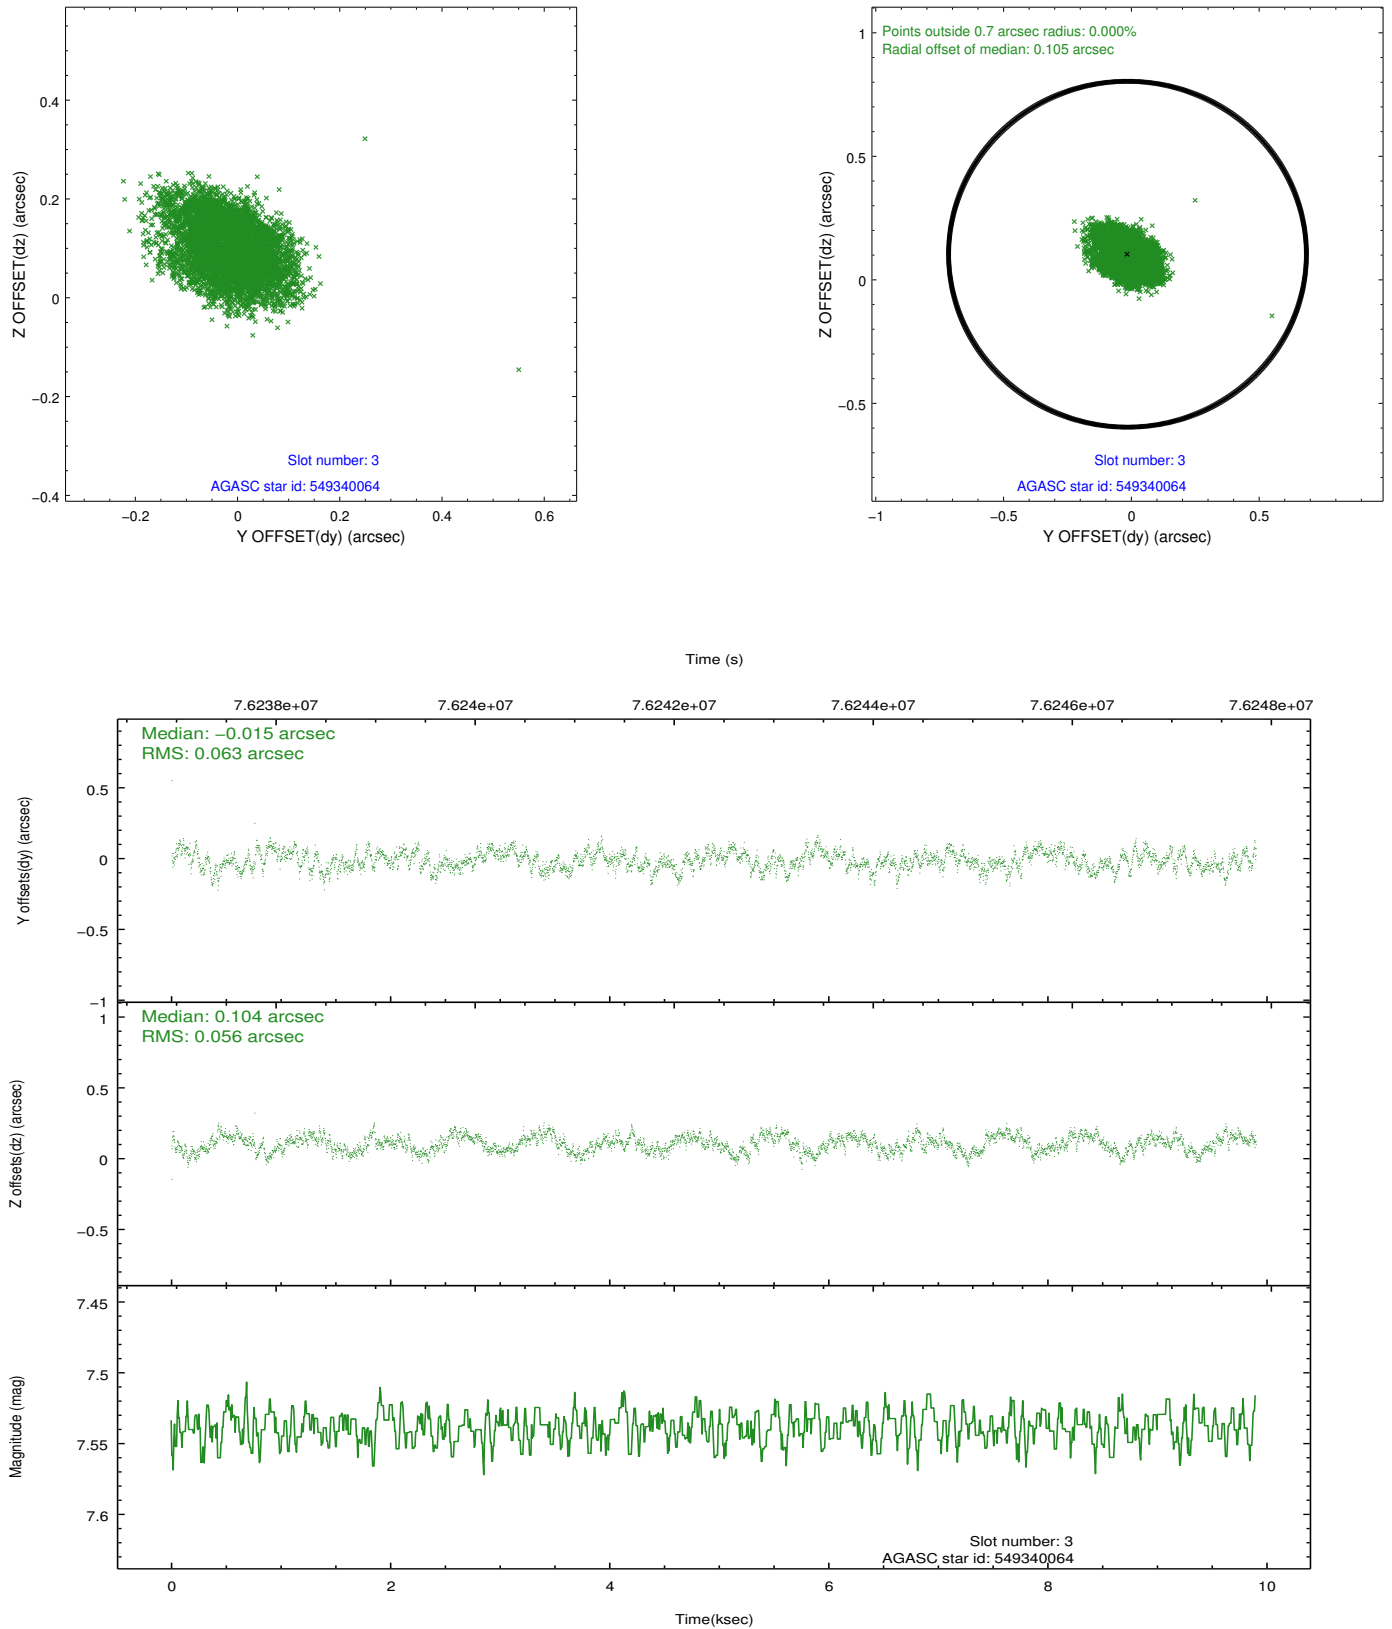 0.4
0.2
0
−0.2
−0.4
Z OFFSET(dz) (arcsec)
Slot number: 3
AGASC star id: 549340064
−0.2 0 0.2 0.4 0.6
Y OFFSET(dy) (arcsec)
Points outside 0.7 arcsec radius: 0.000%
Radial offset of median: 0.105 arcsec
1
0.5
0
−0.5
Z OFFSET(dz) (arcsec)
Slot number: 3
AGASC star id: 549340064
−1 −0.5 0 0.5
Y OFFSET(dy) (arcsec)
Time (s)
7.6238e+07 7.624e+07 7.6242e+07 7.6244e+07 7.6246e+07 7.6248e+07
Median: −0.015 arcsec
RMS: 0.063 arcsec
0.5
0
−0.5
−1
Y offsets(dy) (arcsec)
Median: 0.104 arcsec
RMS: 0.056 arcsec
1
0.5
0
−0.5
Z offsets(dz) (arcsec)
7.45
7.5
7.55
7.6
Magnitude (mag)
Slot number: 3
AGASC star id: 549340064
0 2 4 6 8 10
Time(ksec)